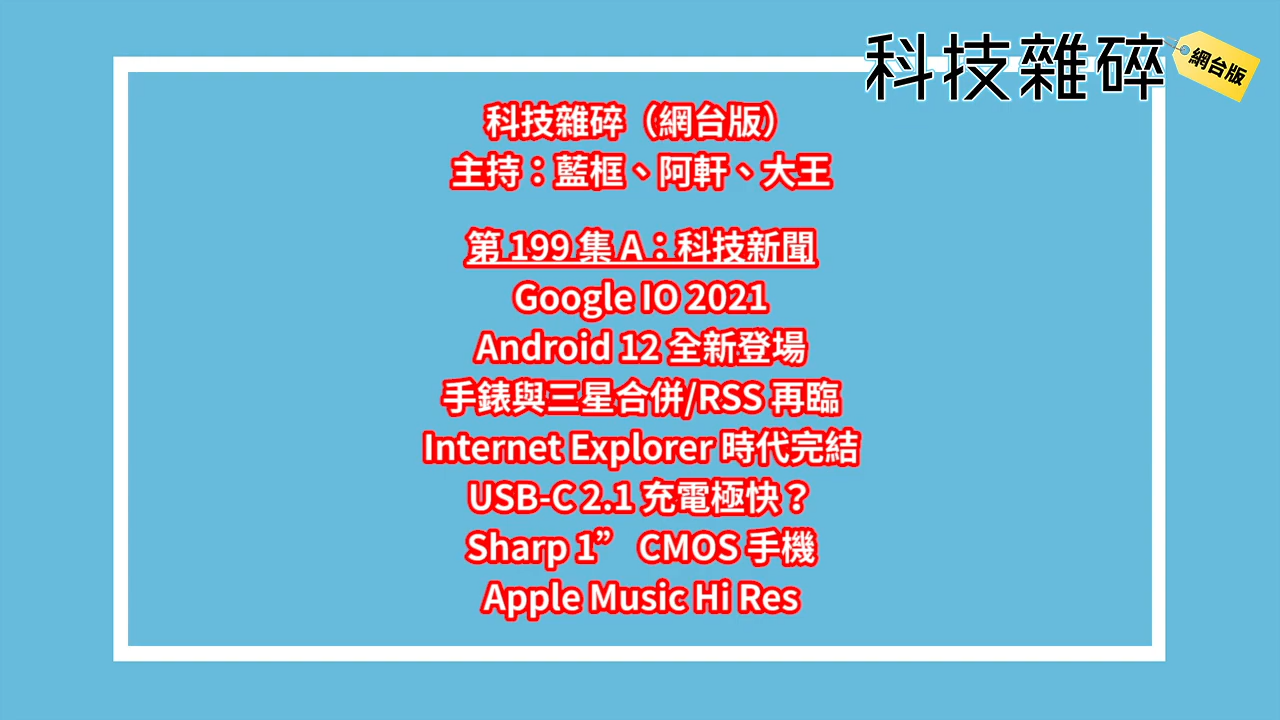 科技雜碎
網台版
科技雜碎（網台版）
主持：藍框、阿軒、大王
第 199 集 A：科技新聞
Google IO 2021
Android 12 全新登場
手錶與三星合併/RSS 再臨
Internet Explorer 時代完結
USB-C 2.1 充電極快？
Sharp 1” CMOS 手機
Apple Music Hi Res